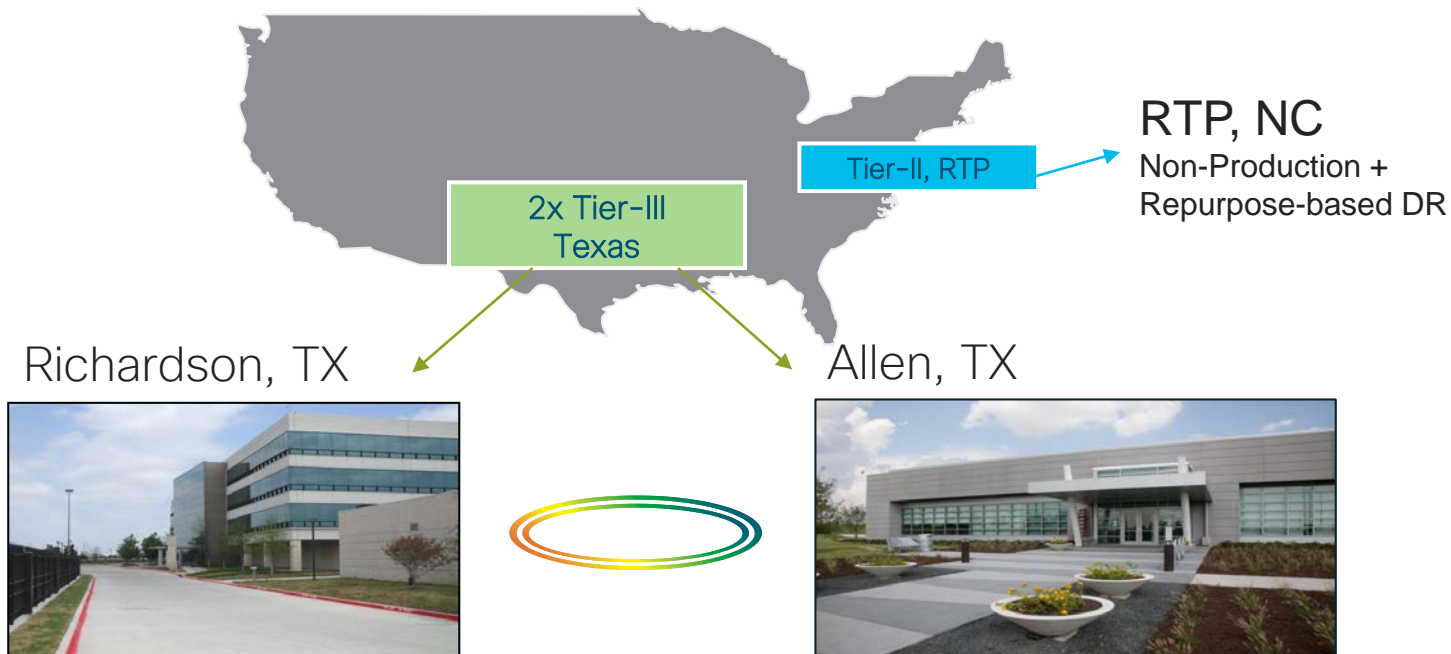 RTP, NC
Non-Production +
Repurpose-based DR
Tier-II, RTP
2x Tier-III
Texas
Richardson, TX
Allen, TX